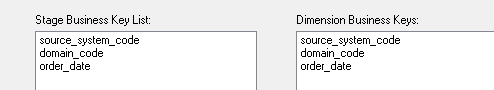 Stage Business Key List:
source_system_code
domain_code
order_date
Dimension Business Keys:
source_system_code
domain_code
order_date